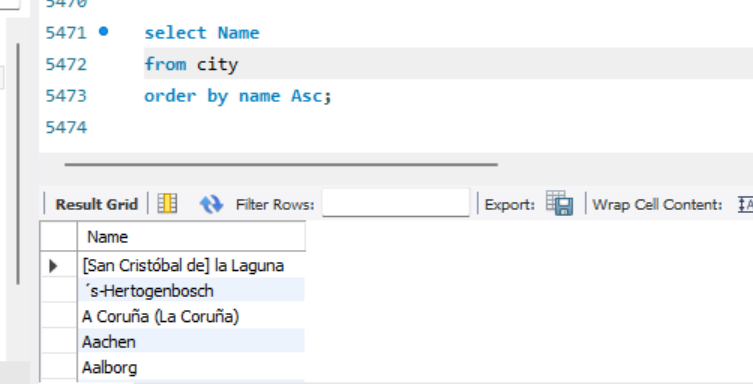 5470
5471 select Name
5472 from city
5473 order by name Asc;
5474
Result Grid Filter Rows: Export: Wrap Cell Content:
Name
[San Cristóbal de] la Laguna
´s-Hertogenbosch
A Coruña (La Coruña)
Aachen
Aalborg